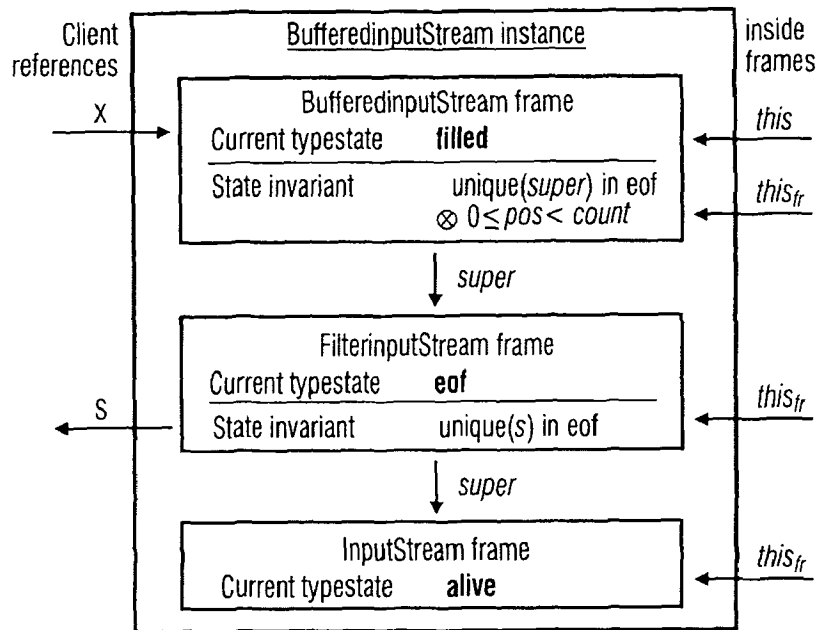 Client references
BufferedinputStream instance
inside frames
X
BufferedinputStream frame
Current typestate filled
State invariant unique(super) in eof
⊗ 0≤pos< count
this
this_fr
super
FilterinputStream frame
Current typestate eof
State invariant unique(s) in eof
S
this_fr
super
InputStream frame
Current typestate alive
this_fr